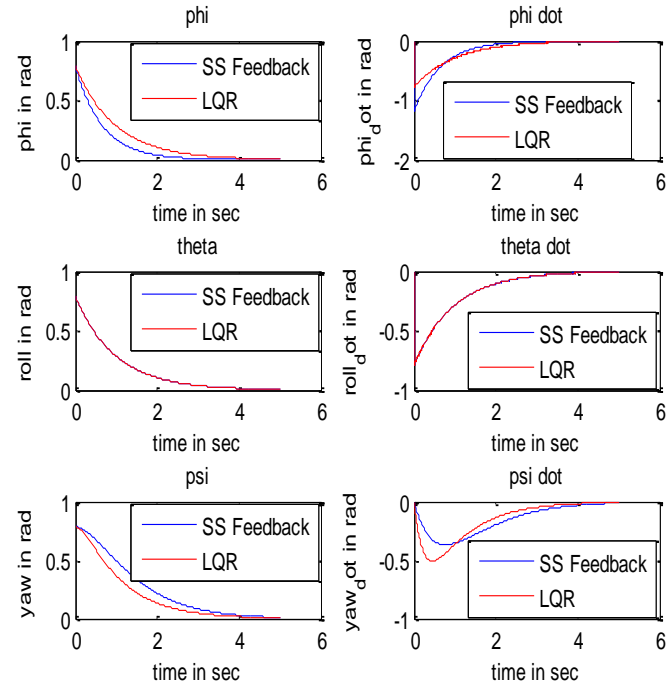 phi
phi in rad
1
0.5
0
SS Feedback
LQR
0 2 4 6
time in sec
phi dot
phi_dot in rad
0
-1
-2
SS Feedback
LQR
0 2 4 6
time in sec
theta
roll in rad
1
0.5
0
SS Feedback
LQR
0 2 4 6
time in sec
theta dot
roll_dot in rad
0
-0.5
-1
SS Feedback
LQR
0 2 4 6
time in sec
psi
yaw in rad
1
0.5
0
SS Feedback
LQR
0 2 4 6
time in sec
psi dot
yaw_dot in rad
0
-0.5
-1
SS Feedback
LQR
0 2 4 6
time in sec